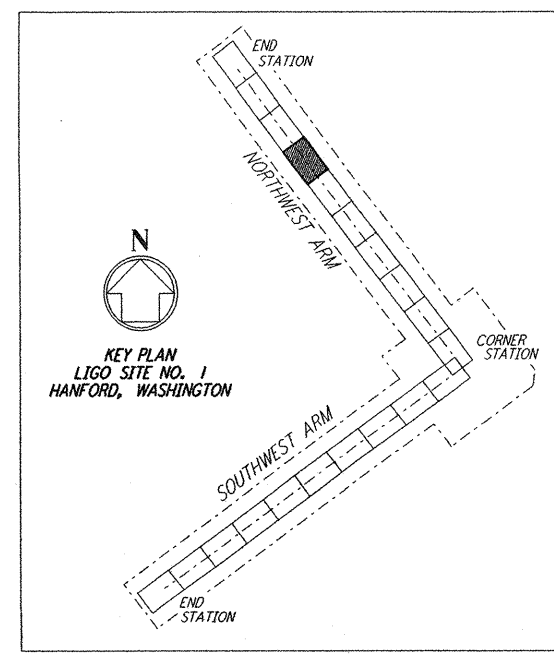 END
STATION
NORTHWEST ARM
N
KEY PLAN
LIGO SITE NO. 1
HANFORD, WASHINGTON
CORNER
STATION
SOUTHWEST ARM
END
STATION